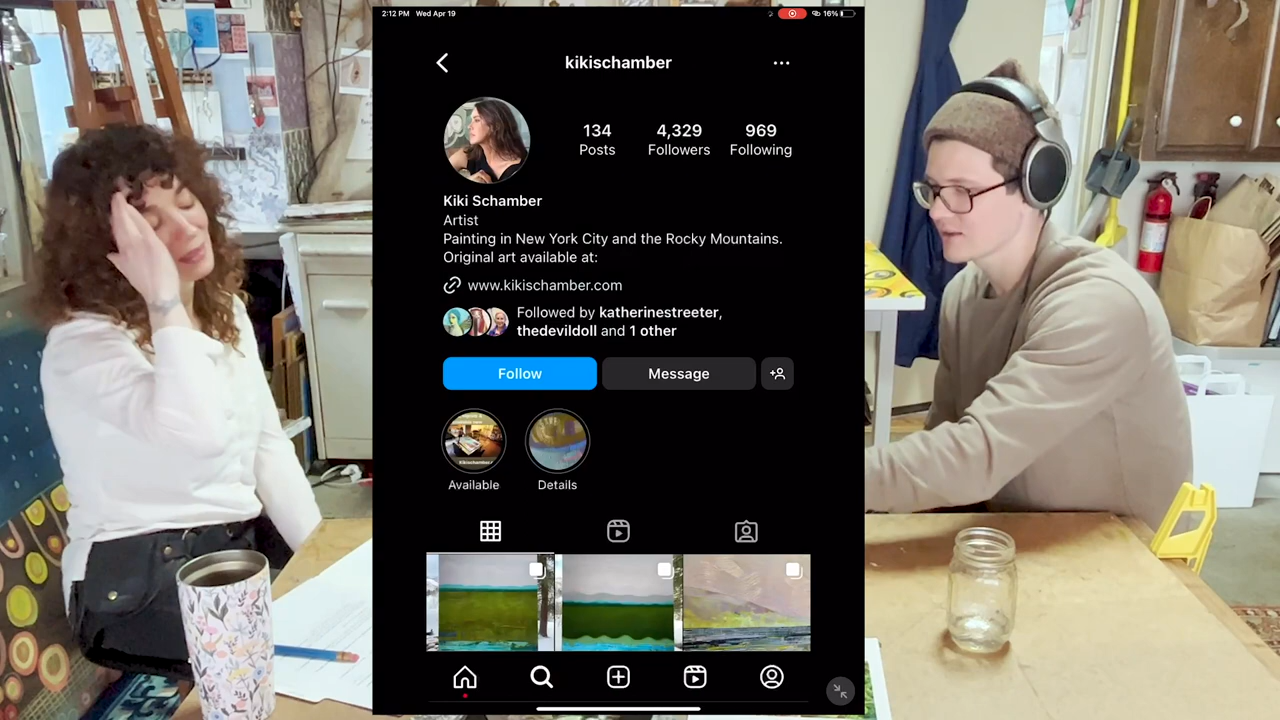 2:12 PM Wed Apr 19
16%
kikischamber
134
Posts
4,329
Followers
969
Following
Kiki Schamber
Artist
Painting in New York City and the Rocky Mountains.
Original art available at:
www.kikischamber.com
Followed by katherinestreeter,
thedevildoll and 1 other
Follow
Message
Available
Details